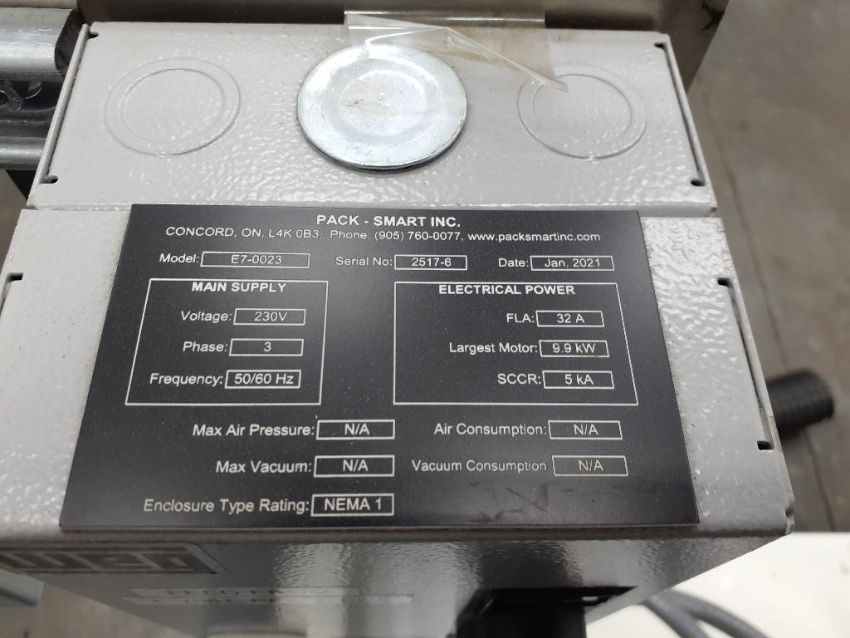 PACK - SMART INC.
CONCORD, ON, L4K 0B3, Phone. (905) 760-0077, www.packsmartinc.com
Model: E7-0023 Serial No: 2517-6 Date: Jan, 2021
MAIN SUPPLY
Voltage: 230V
Phase: 3
Frequency: 50/60 Hz
ELECTRICAL POWER
FLA: 32 A
Largest Motor: 9.9 kW
SCCR: 5 kA
Max Air Pressure: N/A Air Consumption: N/A
Max Vacuum: N/A Vacuum Consumption N/A
Enclosure Type Rating: NEMA 1